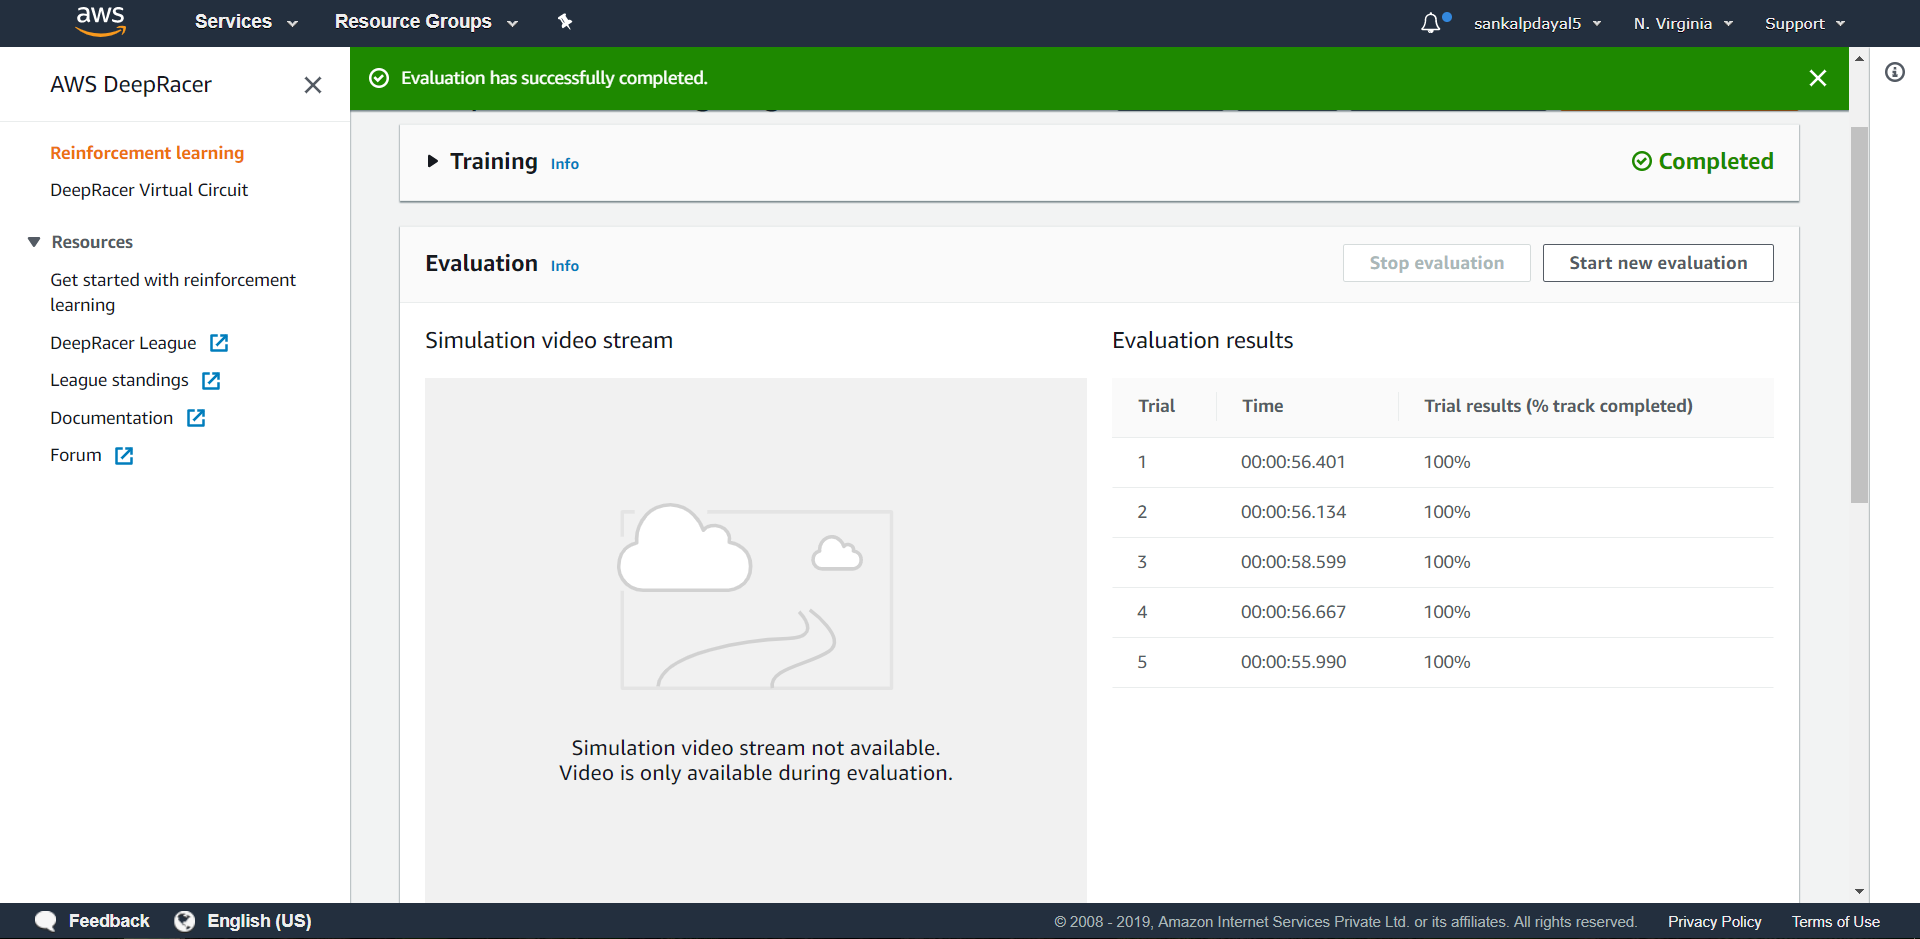 aws Services Resource Groups sankalpdayal5 N. Virginia Support
AWS DeepRacer
Evaluation has successfully completed.
Reinforcement learning
DeepRacer Virtual Circuit
Resources
Get started with reinforcement
learning
DeepRacer League
League standings
Documentation
Forum
Training Info Completed
Evaluation Info Stop evaluation Start new evaluation
Simulation video stream
Simulation video stream not available.
Video is only available during evaluation.
Evaluation results
Trial Time Trial results (% track completed)
1 00:00:56.401 100%
2 00:00:56.134 100%
3 00:00:58.599 100%
4 00:00:56.667 100%
5 00:00:55.990 100%
Feedback English (US) © 2008 - 2019, Amazon Internet Services Private Ltd. or its affiliates. All rights reserved. Privacy Policy Terms of Use